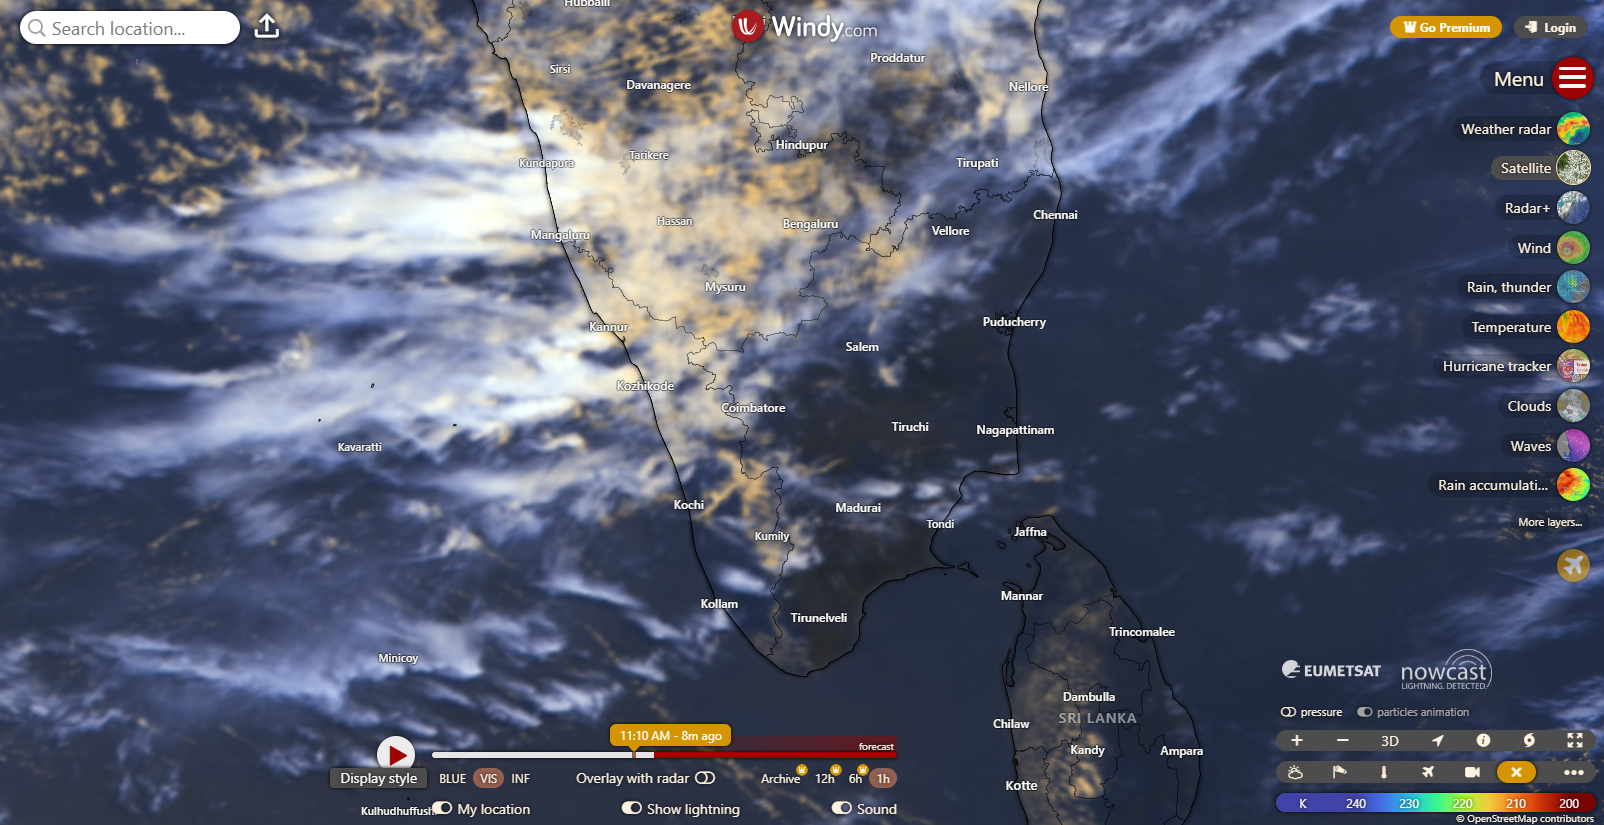 Search location...
Hubballi
Windy.com
Go Premium
Login
Menu
Sirsi
Davanagere
Proddatur
Nellore
Weather radar
Satellite
Radar+
Wind
Rain, thunder
Temperature
Hurricane tracker
Clouds
Waves
Rain accumulati...
More layers...
Kundapura
Tarikere
Hindupur
Tirupati
Hassan
Bengaluru
Chennai
Mangaluru
Vellore
Mysuru
Kannur
Puducherry
Salem
Kozhikode
Coimbatore
Tiruchi
Nagapattinam
Kavaratti
Kochi
Madurai
Tondi
Jaffna
Kumily
Mannar
Kollam
Tirunelveli
Trincomalee
Minicoy
Dambulla
SRI LANKA
Chilaw
Kandy
Ampara
Kotte
EUMETSAT
nowcast
LIGHTNING. DETECTED.
pressure
particles animation
3D
11:10 AM - 8m ago
forecast
Display style
BLUE VIS INF
Overlay with radar
Archive 12h 6h 1h
Kulhudhuffushi
My location
Show lightning
Sound
K 240 230 220 210 200
© OpenStreetMap contributors